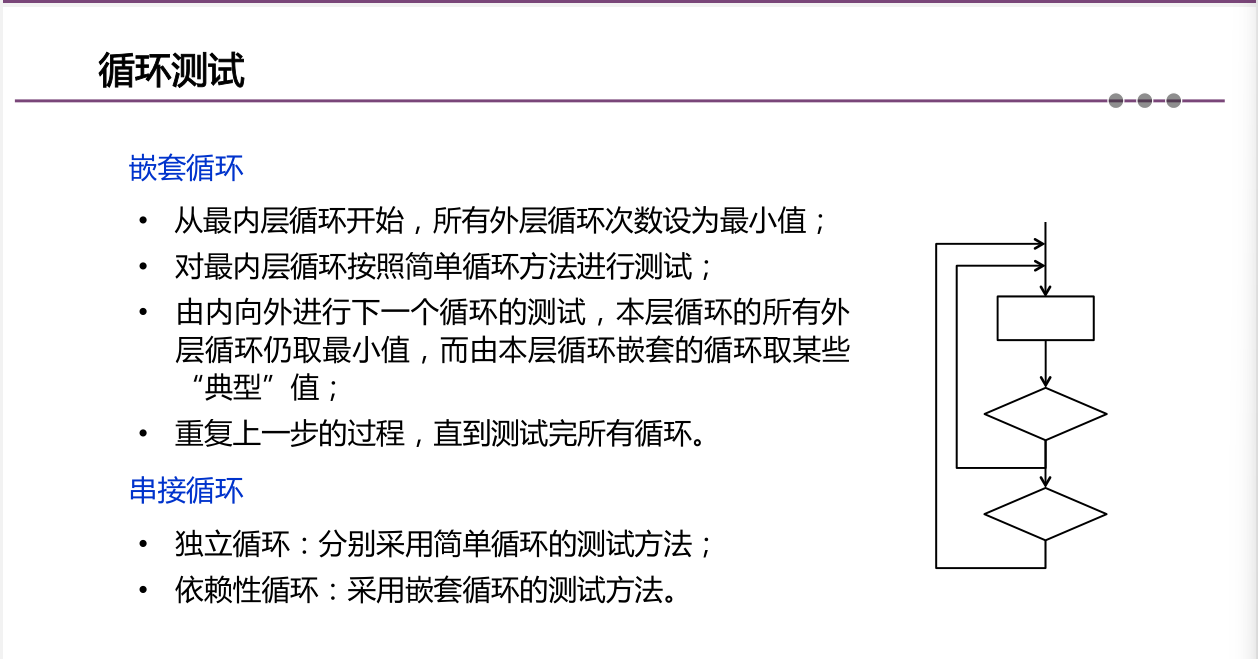 循环测试
嵌套循环
• 从最内层循环开始，所有外层循环次数设为最小值；
• 对最内层循环按照简单循环方法进行测试；
• 由内向外进行下一个循环的测试，本层循环的所有外
层循环仍取最小值，而由本层循环嵌套的循环取某些
“典型”值；
• 重复上一步的过程，直到测试完所有循环。
串接循环
• 独立循环：分别采用简单循环的测试方法；
• 依赖性循环：采用嵌套循环的测试方法。